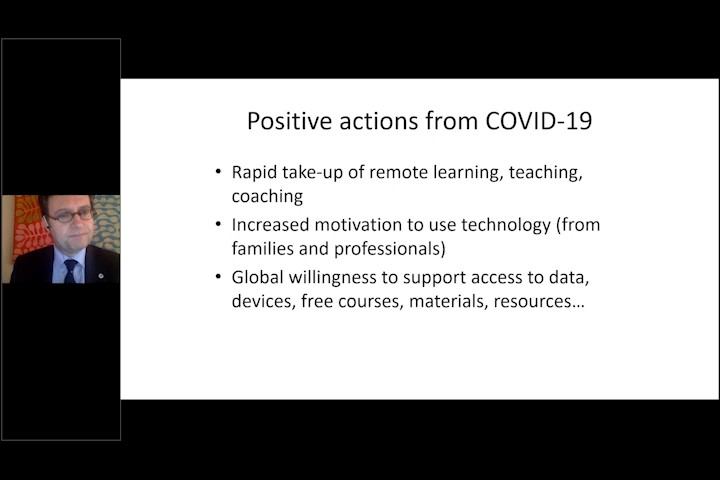 Positive actions from COVID-19
• Rapid take-up of remote learning, teaching,
coaching
• Increased motivation to use technology (from
families and professionals)
• Global willingness to support access to data,
devices, free courses, materials, resources…